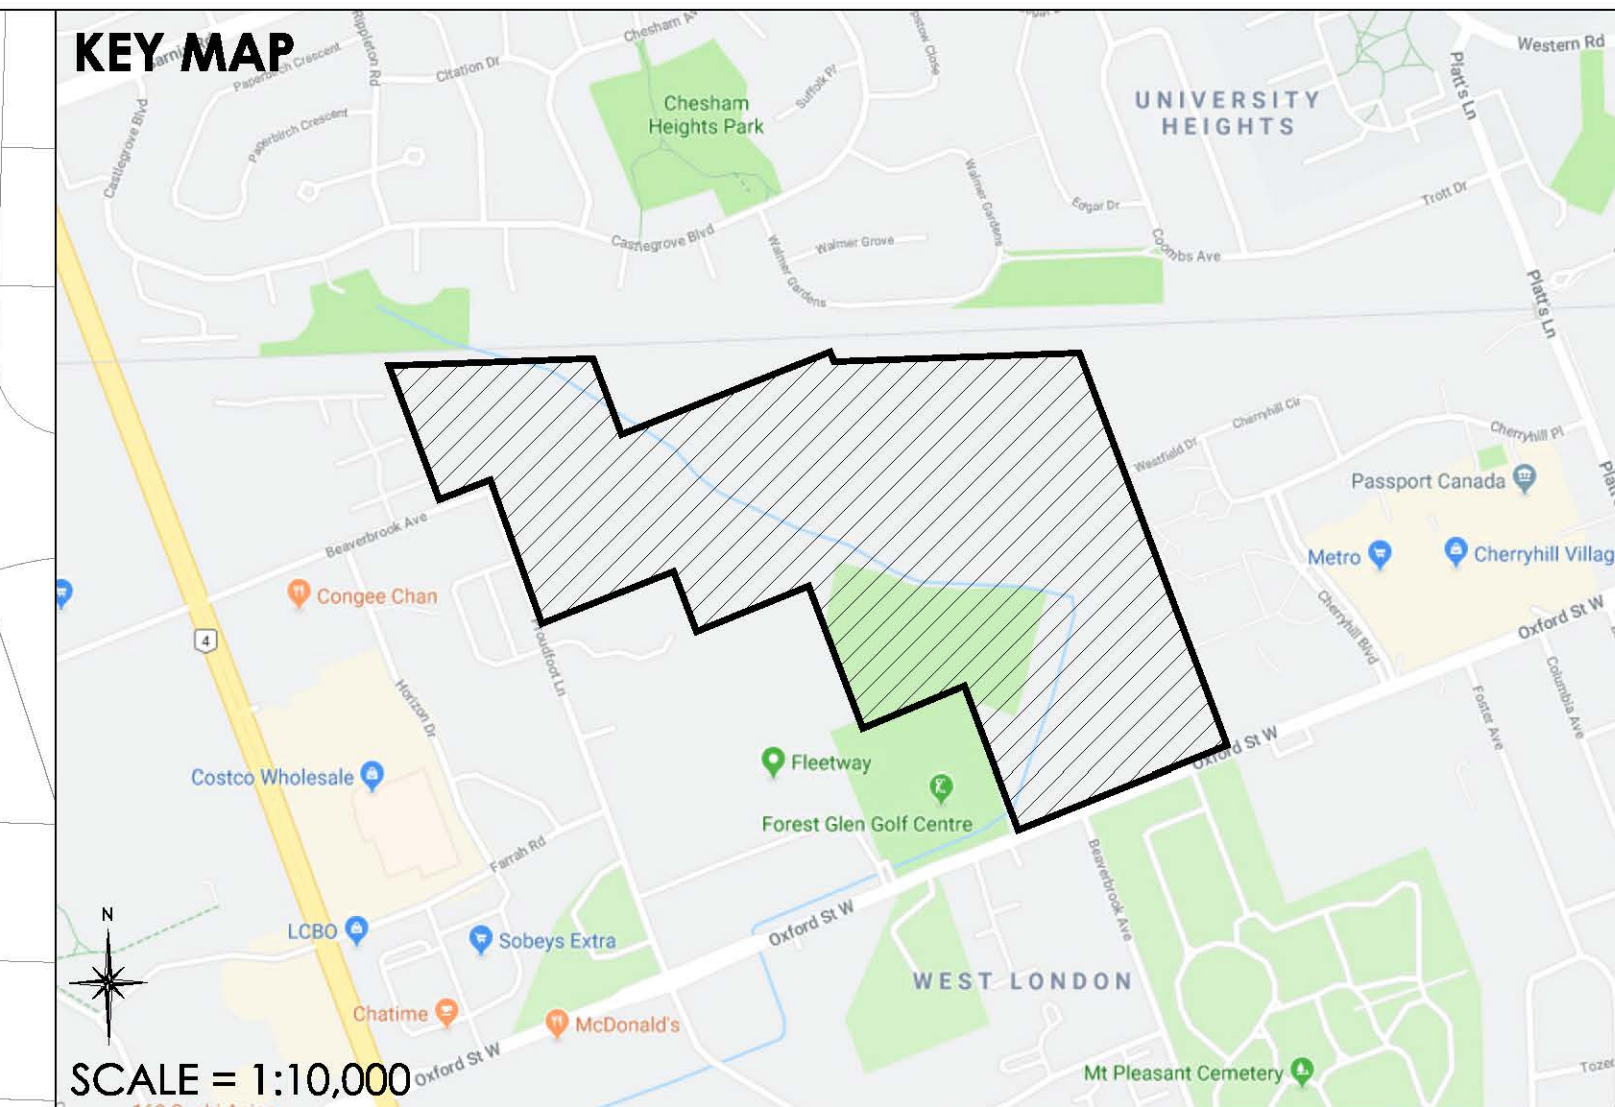 KEY MAP
Chesham
Heights Park
Citation Dr
Rippleton Rd
Paperbirch Crescent
Paperbirch Crescent
Castlegrove Blvd
Suffolk Pl
UNIVERSITY
HEIGHTS
Western Rd
Platt's Ln
Walmer Gardens
Edgar Dr
Trott Dr
Castlegrove Blvd
Walmer Grove
Walmer Gardens
Coombs Ave
Platt's Ln
Cherryhill Cir
Westfield Dr
Cherryhill Pl
Passport Canada
Beaverbrook Ave
Metro
Cherryhill Villag
Congee Chan
4
Cherryhill Blvd
Oxford St W
Proudfoot Ln
Horizon Dr
Columbia Ave
Foster Ave
Oxford St W
Fleetway
Costco Wholesale
Forest Glen Golf Centre
Farrah Rd
Beaverbrook Ave
N
LCBO
Sobeys Extra
Oxford St W
WEST LONDON
Chatime
McDonald's
Oxford St W
Mt Pleasant Cemetery
Tozer
SCALE = 1:10,000